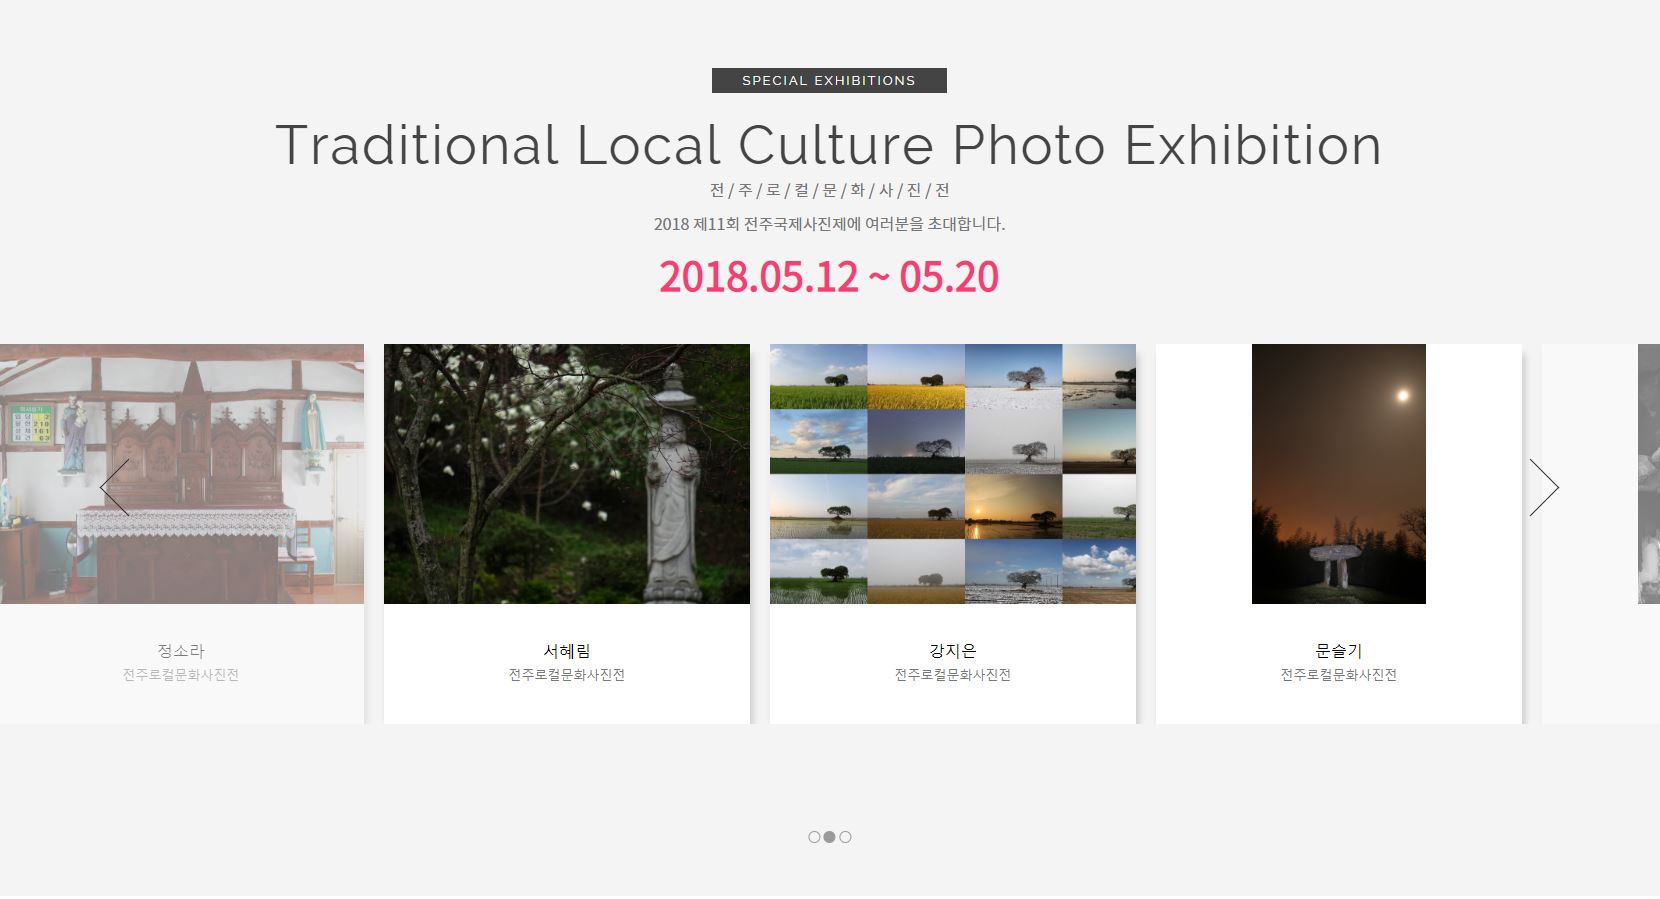 SPECIAL EXHIBITIONS
Traditional Local Culture Photo Exhibition
전 / 주 / 로 / 컬 / 문 / 화 / 사 / 진 / 전
2018 제11회 전주국제사진제에 여러분을 초대합니다.
2018.05.12 ~ 05.20
정소라
전주로컬문화사진전
서혜림
전주로컬문화사진전
강지은
전주로컬문화사진전
문슬기
전주로컬문화사진전